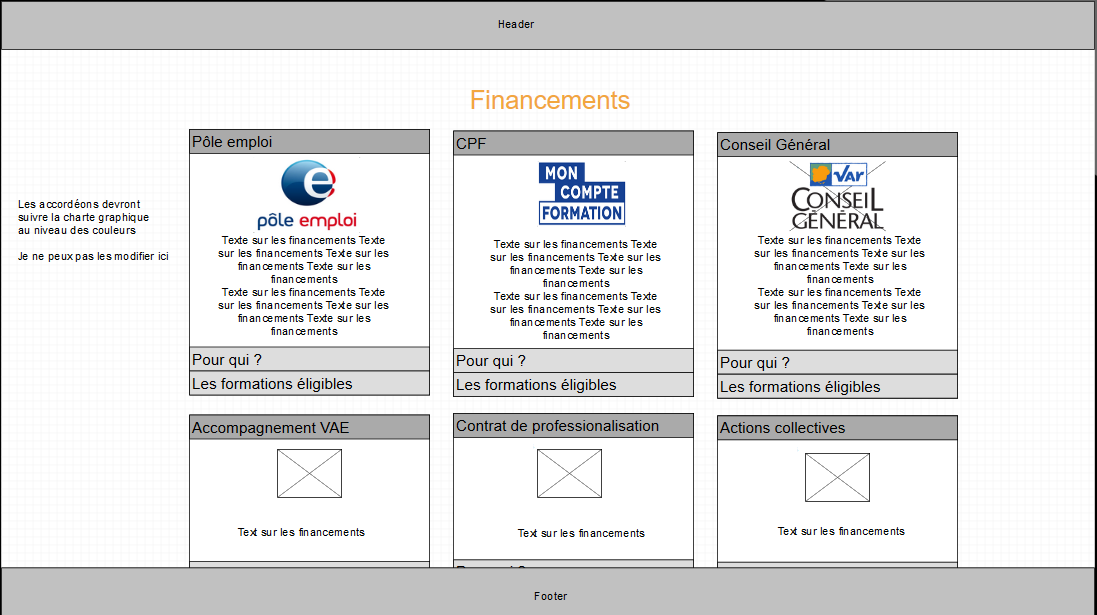 Header
Financements
Les accordéons devront
suivre la charte graphique
au niveau des couleurs
Je ne peux pas les modifier ici
Pôle emploi
pôle emploi
Texte sur les financements Texte
sur les financements Texte sur les
financements Texte sur les
financements
Texte sur les financements Texte
sur les financements Texte sur les
financements Texte sur les
financements
Pour qui ?
Les formations éligibles
CPF
MON
COMPTE
FORMATION
Texte sur les financements Texte
sur les financements Texte sur les
financements Texte sur les
financements
Texte sur les financements Texte
sur les financements Texte sur les
financements Texte sur les
financements
Pour qui ?
Les formations éligibles
Conseil Général
VAR
CONSEIL
GÉNÉRAL
Texte sur les financements Texte
sur les financements Texte sur les
financements Texte sur les
financements
Texte sur les financements Texte
sur les financements Texte sur les
financements Texte sur les
financements
Pour qui ?
Les formations éligibles
Accompagnement VAE
Text sur les financements
Contrat de professionalisation
Text sur les financements
Actions collectives
Text sur les financements
Footer